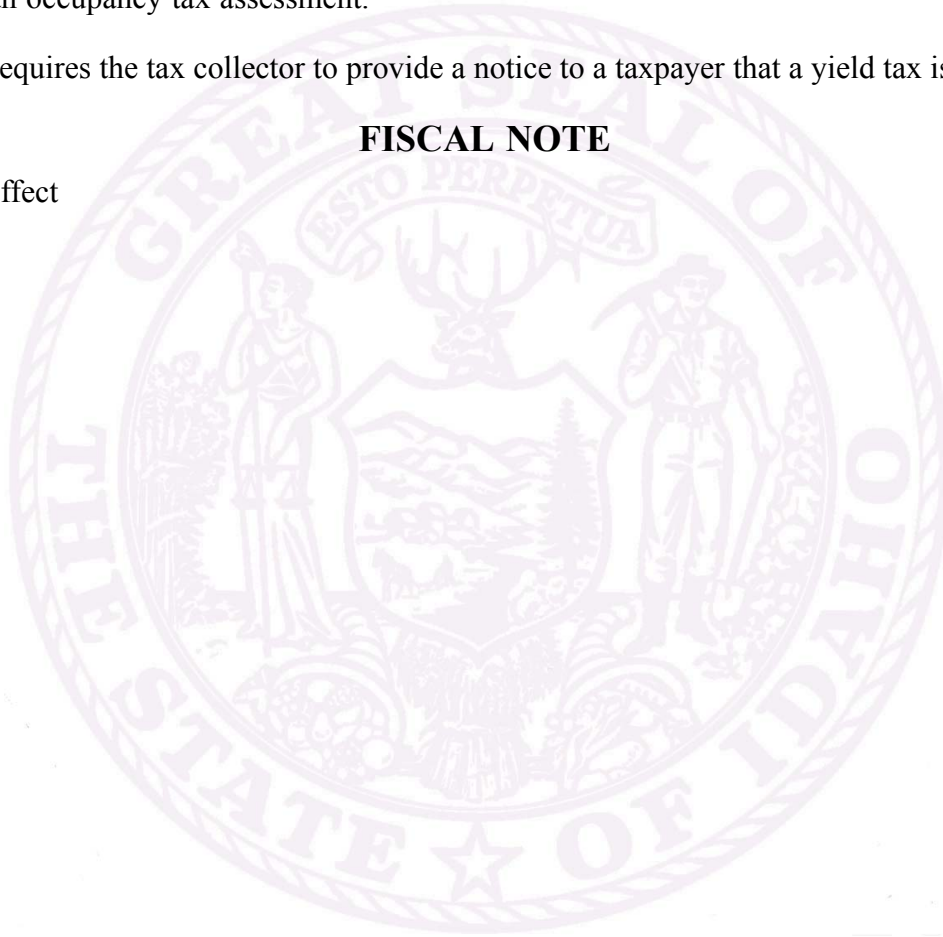 occupancy tax assessment.
equires the tax collector to provide a notice to a taxpayer that a yield tax is
FISCAL NOTE
ffect
GREAT SEAL OF
ESTO PERPETUA
THE STATE ★ OF IDAHO